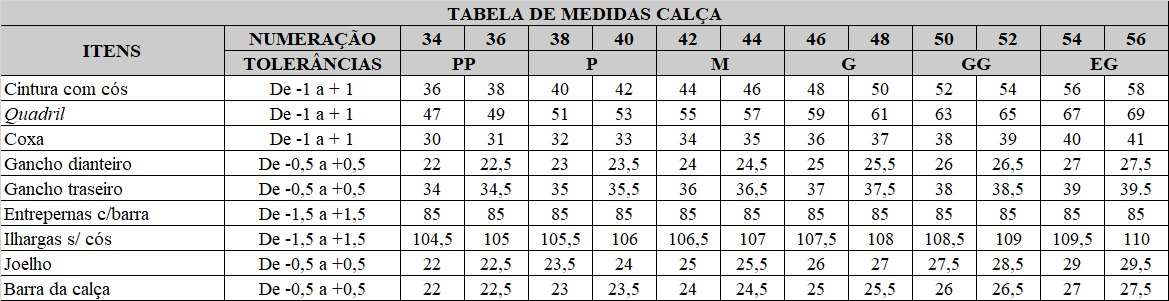 TABELA DE MEDIDAS CALÇA
ITENS NUMERAÇÃO 34 36 38 40 42 44 46 48 50 52 54 56
TOLERÂNCIAS PP P M G GG EG
Cintura com cós De -1 a + 1 36 38 40 42 44 46 48 50 52 54 56 58
Quadril De -1 a + 1 47 49 51 53 55 57 59 61 63 65 67 69
Coxa De -1 a + 1 30 31 32 33 34 35 36 37 38 39 40 41
Gancho dianteiro De -0,5 a +0,5 22 22,5 23 23,5 24 24,5 25 25,5 26 26,5 27 27,5
Gancho traseiro De -0,5 a +0,5 34 34,5 35 35,5 36 36,5 37 37,5 38 38,5 39 39.5
Entrepernas c/barra De -1,5 a +1,5 85 85 85 85 85 85 85 85 85 85 85 85
Ilhargas s/ cós De -1,5 a +1,5 104,5 105 105,5 106 106,5 107 107,5 108 108,5 109 109,5 110
Joelho De -0,5 a +0,5 22 22,5 23,5 24 25 25,5 26 27 27,5 28,5 29 29,5
Barra da calça De -0,5 a +0,5 22 22,5 23 23,5 24 24,5 25 25,5 26 26,5 27 27,5